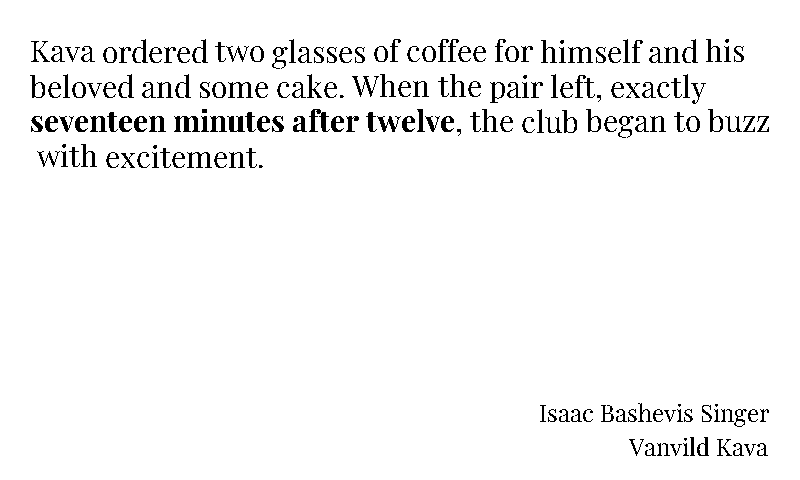 Kava ordered two glasses of coffee for himself and his
beloved and some cake. When the pair left, exactly
seventeen minutes after twelve, the club began to buzz
with excitement.
Isaac Bashevis Singer
Vanvild Kava